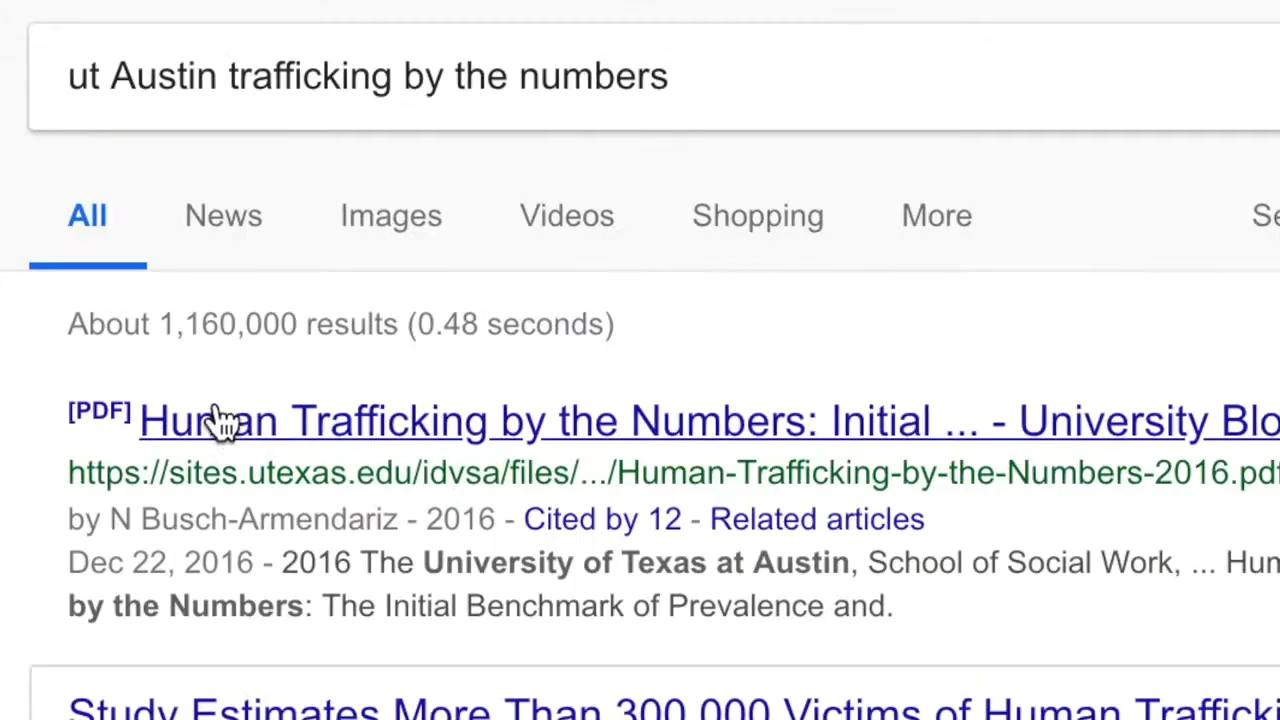 ut Austin trafficking by the numbers
All News Images Videos Shopping More
About 1,160,000 results (0.48 seconds)
[PDF] Human Trafficking by the Numbers: Initial ... - University Blo
https://sites.utexas.edu/idvsa/files/.../Human-Trafficking-by-the-Numbers-2016.pdf
by N Busch-Armendariz - 2016 - Cited by 12 - Related articles
Dec 22, 2016 - 2016 The University of Texas at Austin, School of Social Work, ... Hum
by the Numbers: The Initial Benchmark of Prevalence and.
Study Estimates More Than 300,000 Victims of Human Traffick